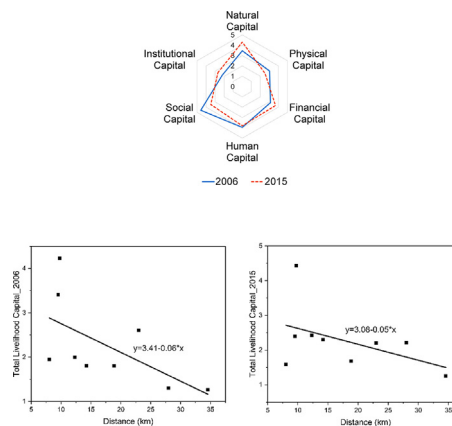 Natural
Capital
5
4
3
2
1
0
Institutional
Capital
Physical
Capital
Social
Capital
Financial
Capital
Human
Capital
2006
2015
Total Livelihood Capital_2006
4
3
2
1
y=3.41-0.06*x
5 10 15 20 25 30 35
Distance (km)
Total Livelihood Capital_2015
5
4
3
2
1
y=3.08-0.05*x
5 10 15 20 25 30 35
Distance (km)